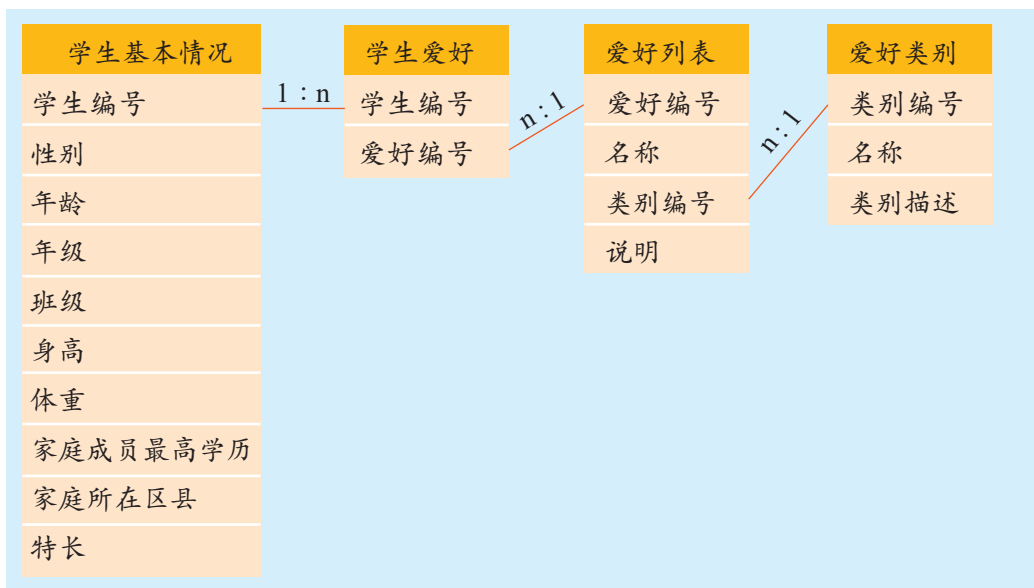 学生基本情况
学生编号
性别
年龄
年级
班级
身高
体重
家庭成员最高学历
家庭所在区县
特长
1:n
学生爱好
学生编号
爱好编号
n:1
爱好列表
爱好编号
名称
类别编号
说明
n:1
爱好类别
类别编号
名称
类别描述